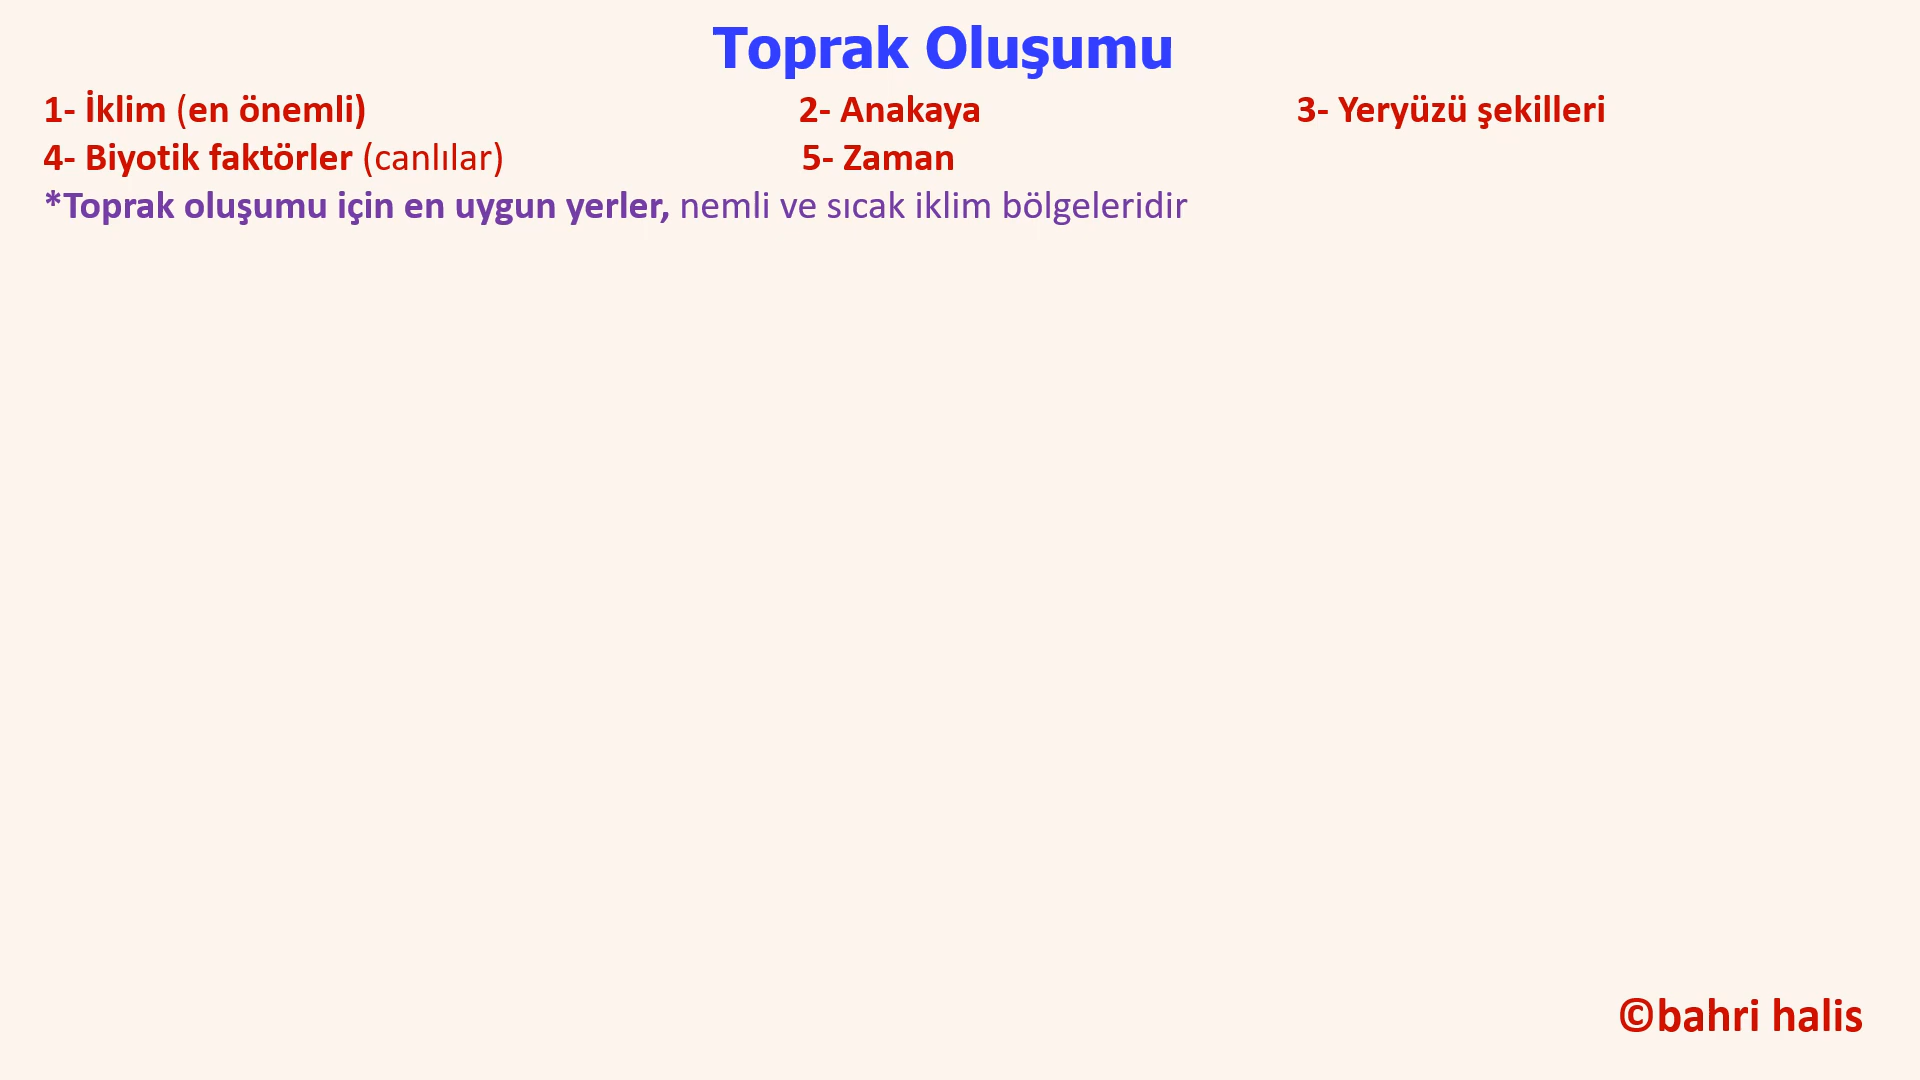 Toprak Oluşumu
1- İklim (en önemli) 2- Anakaya 3- Yeryüzü şekilleri
4- Biyotik faktörler (canlılar) 5- Zaman
*Toprak oluşumu için en uygun yerler, nemli ve sıcak iklim bölgeleridir
©bahri halis